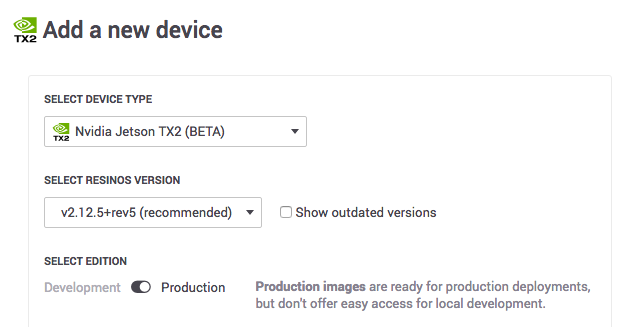 TX2 Add a new device
SELECT DEVICE TYPE
TX2 Nvidia Jetson TX2 (BETA)
SELECT RESINOS VERSION
v2.12.5+rev5 (recommended) Show outdated versions
SELECT EDITION
Development Production Production images are ready for production deployments,
but don't offer easy access for local development.